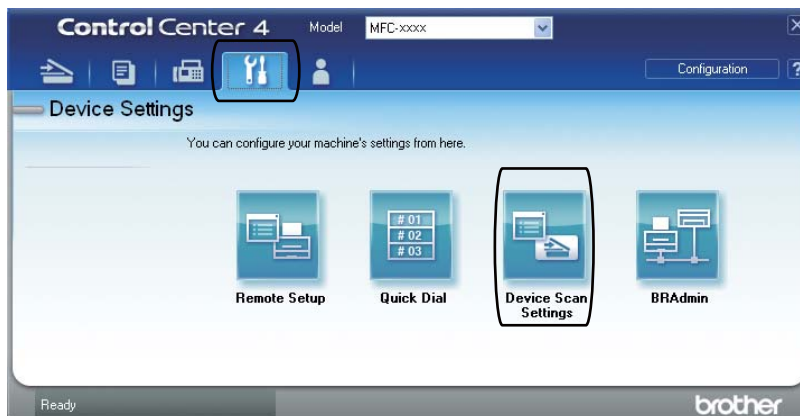 Control Center 4 Model MFC-xxxx
Configuration ?
Device Settings
You can configure your machine's settings from here.
# 01
# 02
# 03
Remote Setup Quick Dial Device Scan Settings BRAdmin
Ready brother